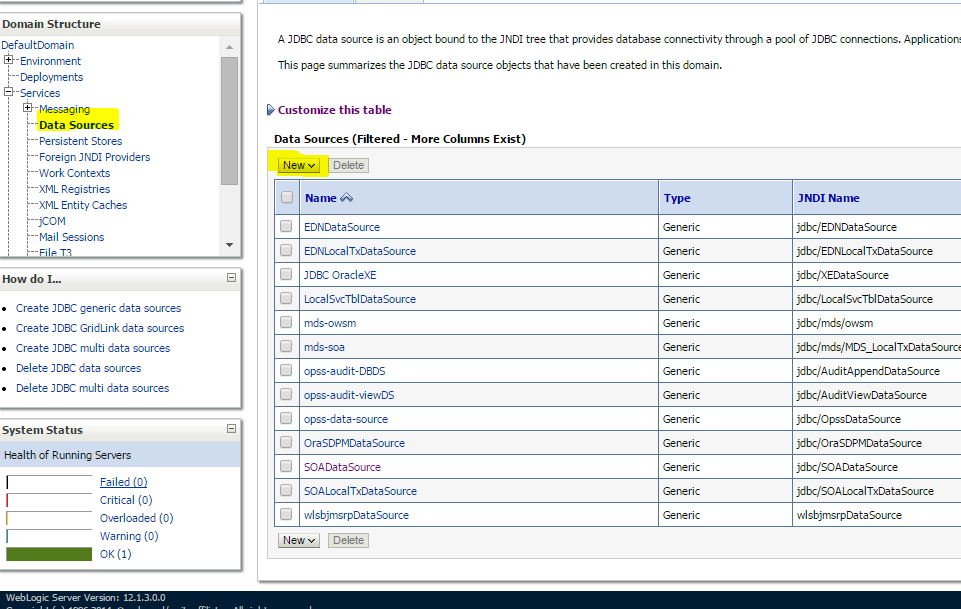 Domain Structure
DefaultDomain
Environment
Deployments
Services
Messaging
Data Sources
Persistent Stores
Foreign JNDI Providers
Work Contexts
XML Registries
XML Entity Caches
jCOM
Mail Sessions
File T3
How do I...
Create JDBC generic data sources
Create JDBC GridLink data sources
Create JDBC multi data sources
Delete JDBC data sources
Delete JDBC multi data sources
System Status
Health of Running Servers
Failed (0)
Critical (0)
Overloaded (0)
Warning (0)
OK (1)
A JDBC data source is an object bound to the JNDI tree that provides database connectivity through a pool of JDBC connections. Applications
This page summarizes the JDBC data source objects that have been created in this domain.
Customize this table
Data Sources (Filtered - More Columns Exist)
New Delete
Name Type JNDI Name
EDNDataSource Generic jdbc/EDNDataSource
EDNLocalTxDataSource Generic jdbc/EDNLocalTxDataSource
JDBC OracleXE Generic jdbc/XEDataSource
LocalSvcTblDataSource Generic jdbc/LocalSvcTblDataSource
mds-owsm Generic jdbc/mds/owsm
mds-soa Generic jdbc/mds/MDS_LocalTxDataSource
opss-audit-DBDS Generic jdbc/AuditAppendDataSource
opss-audit-viewDS Generic jdbc/AuditViewDataSource
opss-data-source Generic jdbc/OpssDataSource
OraSDPMDataSource Generic jdbc/OraSDPMDataSource
SOADataSource Generic jdbc/SOADataSource
SOALocalTxDataSource Generic jdbc/SOALocalTxDataSource
wlsbjmsrpDataSource Generic wlsbjmsrpDataSource
New Delete
WebLogic Server Version: 12.1.3.0.0